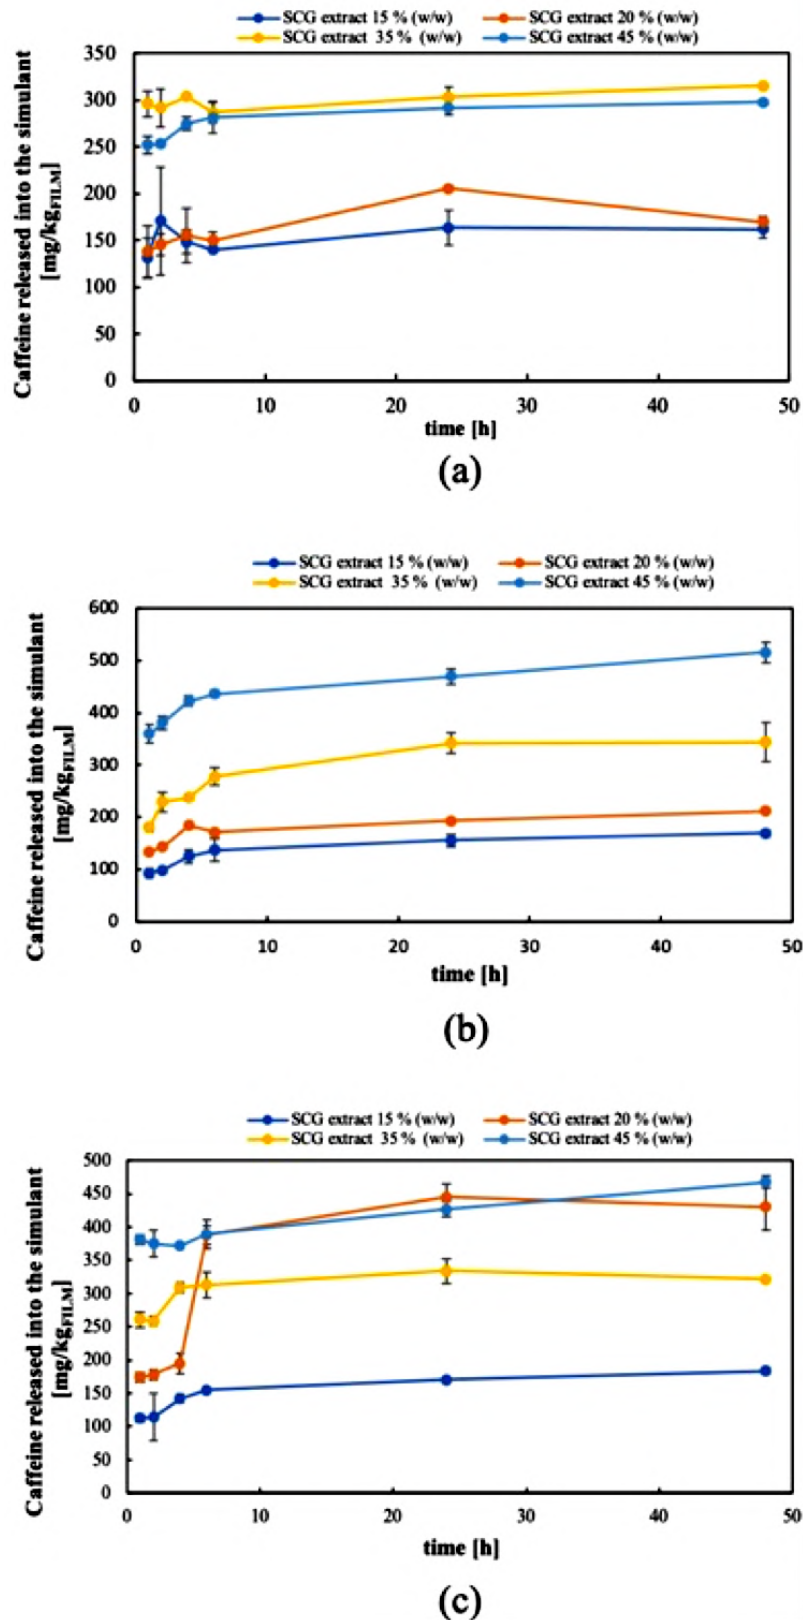 SCG extract 15 % (w/w) SCG extract 20 % (w/w)
SCG extract 35 % (w/w) SCG extract 45 % (w/w)
350
300
250
200
150
100
50
0
0 10 20 30 40 50
Caffeine released into the simulant
[mg/kgFILM]
time [h]
(a)
SCG extract 15 % (w/w) SCG extract 20 % (w/w)
SCG extract 35 % (w/w) SCG extract 45 % (w/w)
600
500
400
300
200
100
0
0 10 20 30 40 50
Caffeine released into the simulant
[mg/kgFILM]
time [h]
(b)
SCG extract 15 % (w/w) SCG extract 20 % (w/w)
SCG extract 35 % (w/w) SCG extract 45 % (w/w)
500
450
400
350
300
250
200
150
100
50
0
0 10 20 30 40 50
Caffeine released into the simulant
[mg/kgFILM]
time [h]
(c)